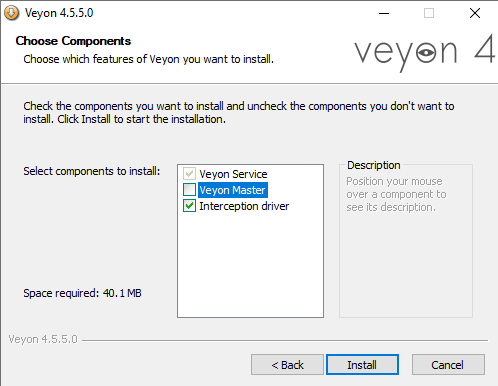 Veyon 4.5.5.0
Choose Components
Choose which features of Veyon you want to install.
veyon 4
Check the components you want to install and uncheck the components you don't want to
install. Click Install to start the installation.
Select components to install:
Veyon Service
Veyon Master
Interception driver
Description
Position your mouse
over a component to
see its description.
Space required: 40.1 MB
Veyon 4.5.5.0
< Back
Install
Cancel